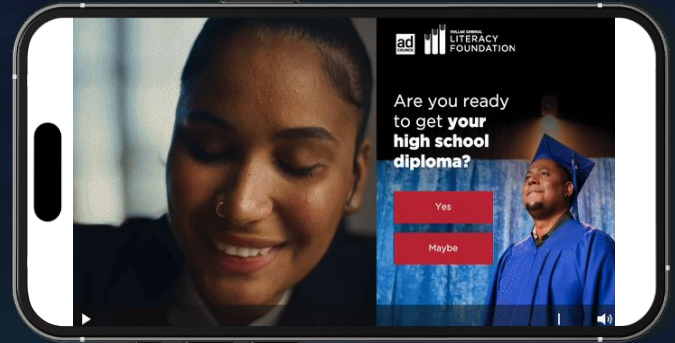 ad
COUNCIL
DOLLAR GENERAL
LITERACY
FOUNDATION
Are you ready
to get your
high school
diploma?
Yes
Maybe